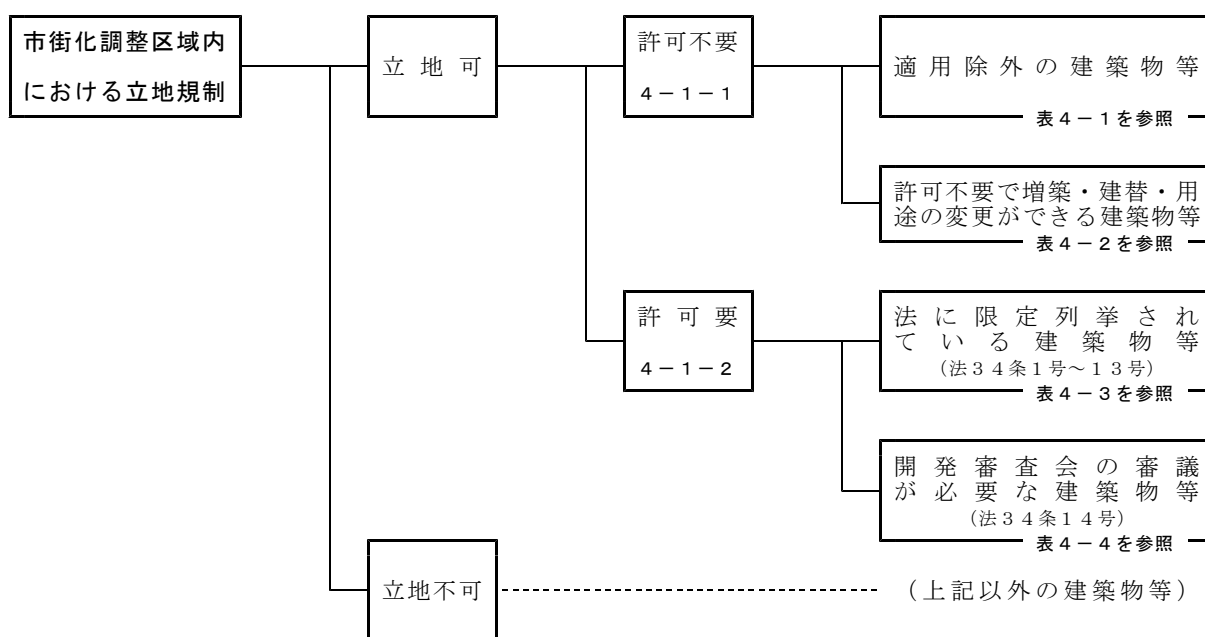 市街化調整区域内
における立地規制
立地可
許可不要
４－１－１
適用除外の建築物等
表４－１を参照
許可不要で増築・建替・用
途の変更ができる建築物等
表４－２を参照
許可要
４－１－２
法に限定列挙され
ている建築物等
（法３４条１号～１３号）
表４－３を参照
開発審査会の審議
が必要な建築物等
（法３４条１４号）
表４－４を参照
立地不可
（上記以外の建築物等）